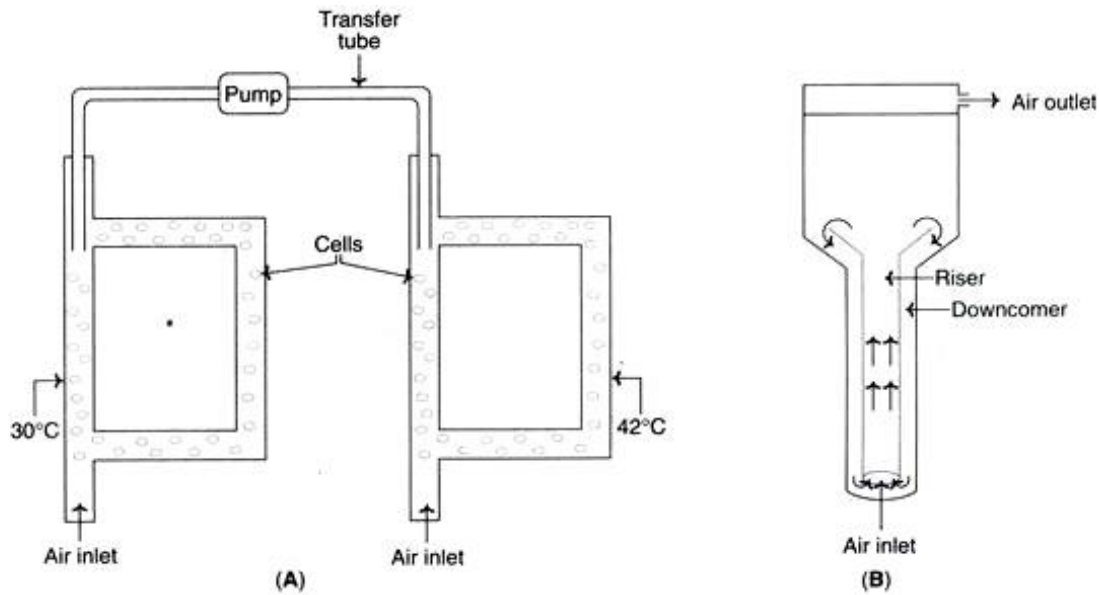 Transfer
tube
Pump
Cells
30°C
42°C
Air inlet
Air inlet
(A)
Air outlet
Riser
Downcomer
Air inlet
(B)